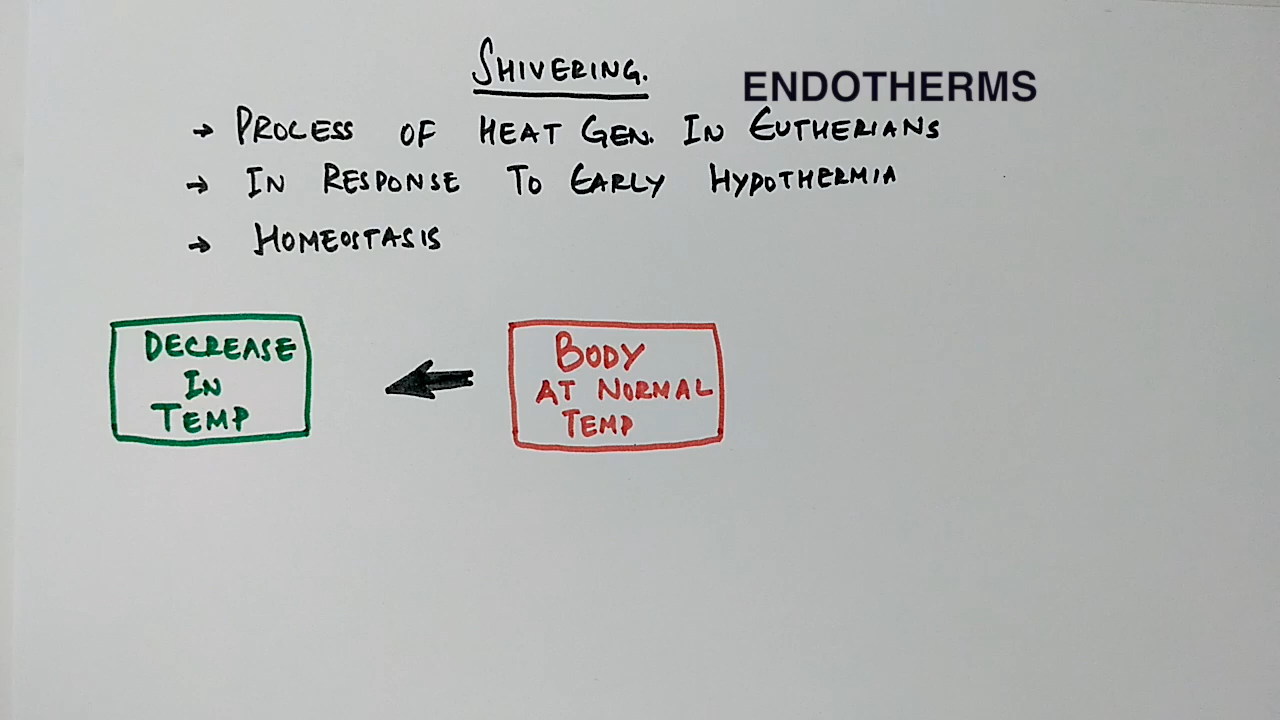 SHIVERING.
ENDOTHERMS
→ PROCESS OF HEAT GEN. IN EUTHERIANS
→ IN RESPONSE TO EARLY HYPOTHERMIA
→ HOMEOSTASIS
DECREASE
IN
TEMP
BODY
AT NORMAL
TEMP